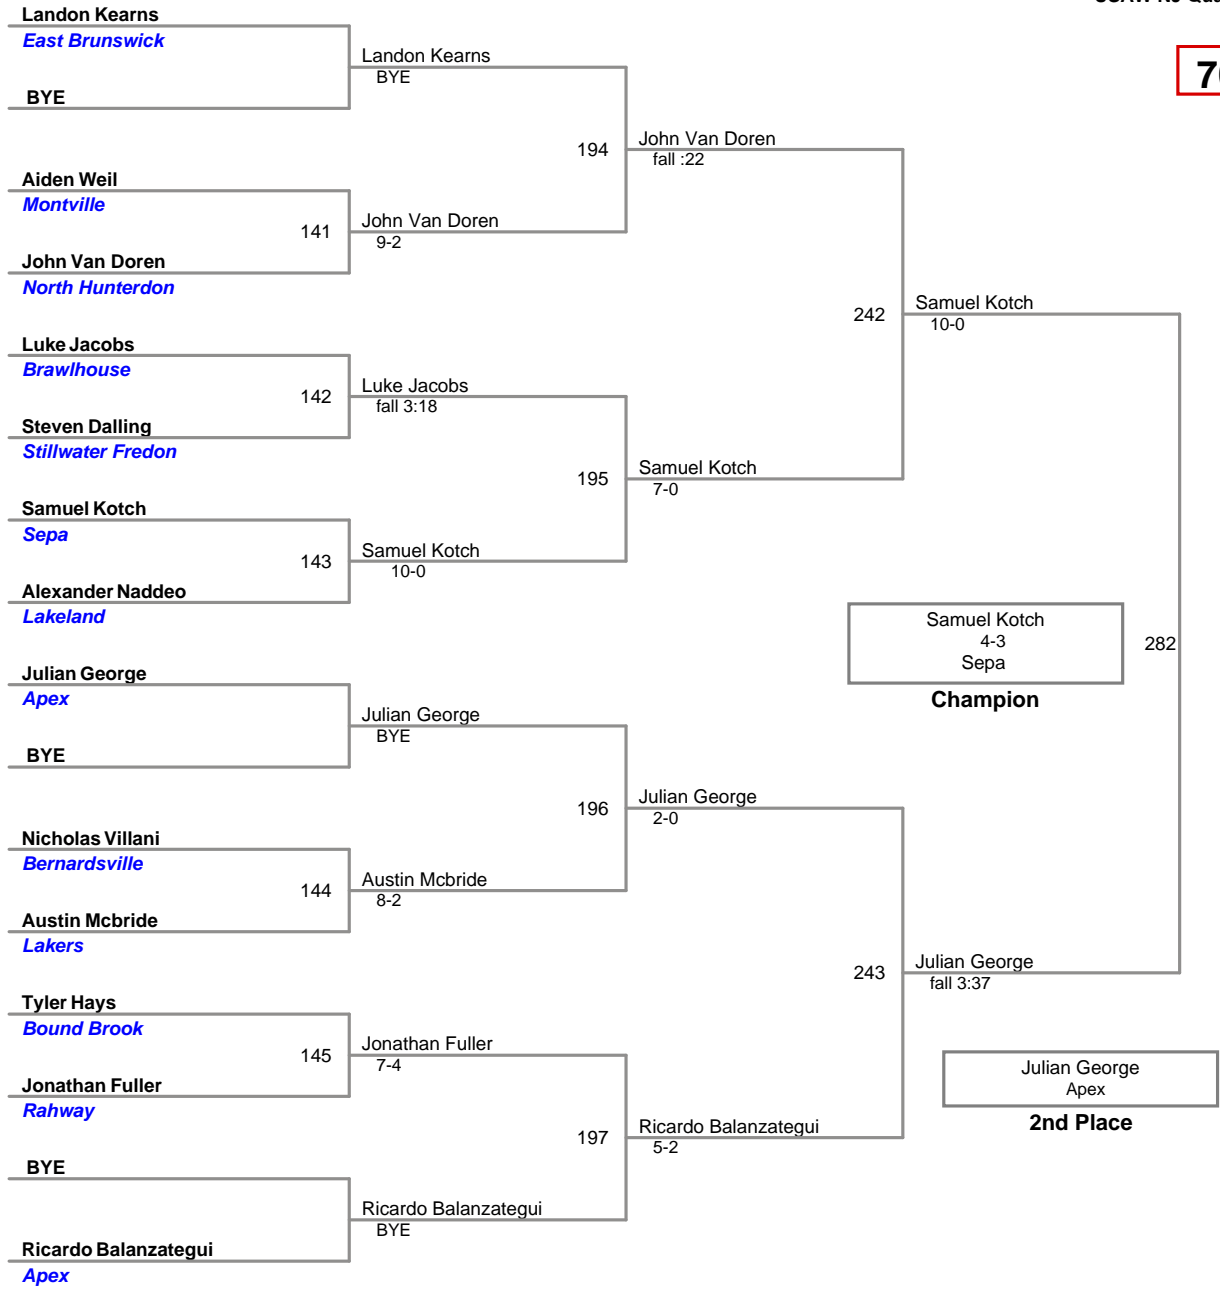 Landon Kearns
East Brunswick
Landon Kearns
BYE
BYE
194
John Van Doren
fall :22
Aiden Weil
Montville
141
John Van Doren
9-2
John Van Doren
North Hunterdon
242
Samuel Kotch
10-0
Luke Jacobs
Brawlhouse
142
Luke Jacobs
fall 3:18
Steven Dalling
Stillwater Fredon
195
Samuel Kotch
7-0
Samuel Kotch
Sepa
143
Samuel Kotch
10-0
Alexander Naddeo
Lakeland
Samuel Kotch
4-3
Sepa
282
Champion
Julian George
Apex
Julian George
BYE
BYE
196
Julian George
2-0
Nicholas Villani
Bernardsville
144
Austin Mcbride
8-2
Austin Mcbride
Lakers
243
Julian George
fall 3:37
Tyler Hays
Bound Brook
145
Jonathan Fuller
7-4
Jonathan Fuller
Rahway
Julian George
Apex
2nd Place
197
Ricardo Balanzategui
5-2
BYE
Ricardo Balanzategui
BYE
Ricardo Balanzategui
Apex